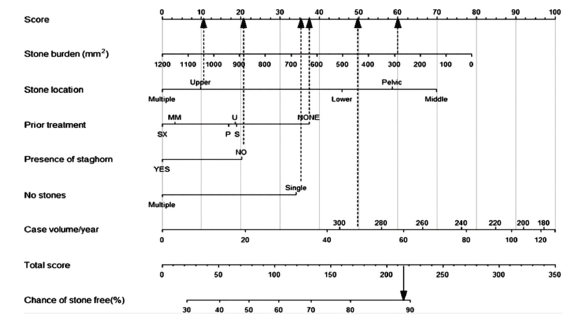 Score 0 10 20 30 40 50 60 70 80 90 100
Stone burden (mm2)
1200 1100 1000 900 800 700 600 500 400 300 200 100 0
Upper Pelvic
Stone location
Multiple Lower Middle
MM U NONE
Prior treatment
SX P S
NO
Presence of staghorn
YES
Single
No stones
Multiple
300 280 260 240 220 200 180
Case volume/year
0 20 40 60 80 100 120
Total score
0 50 100 150 200 250 300 350
Chance of stone free(%)
30 40 50 60 70 80 90